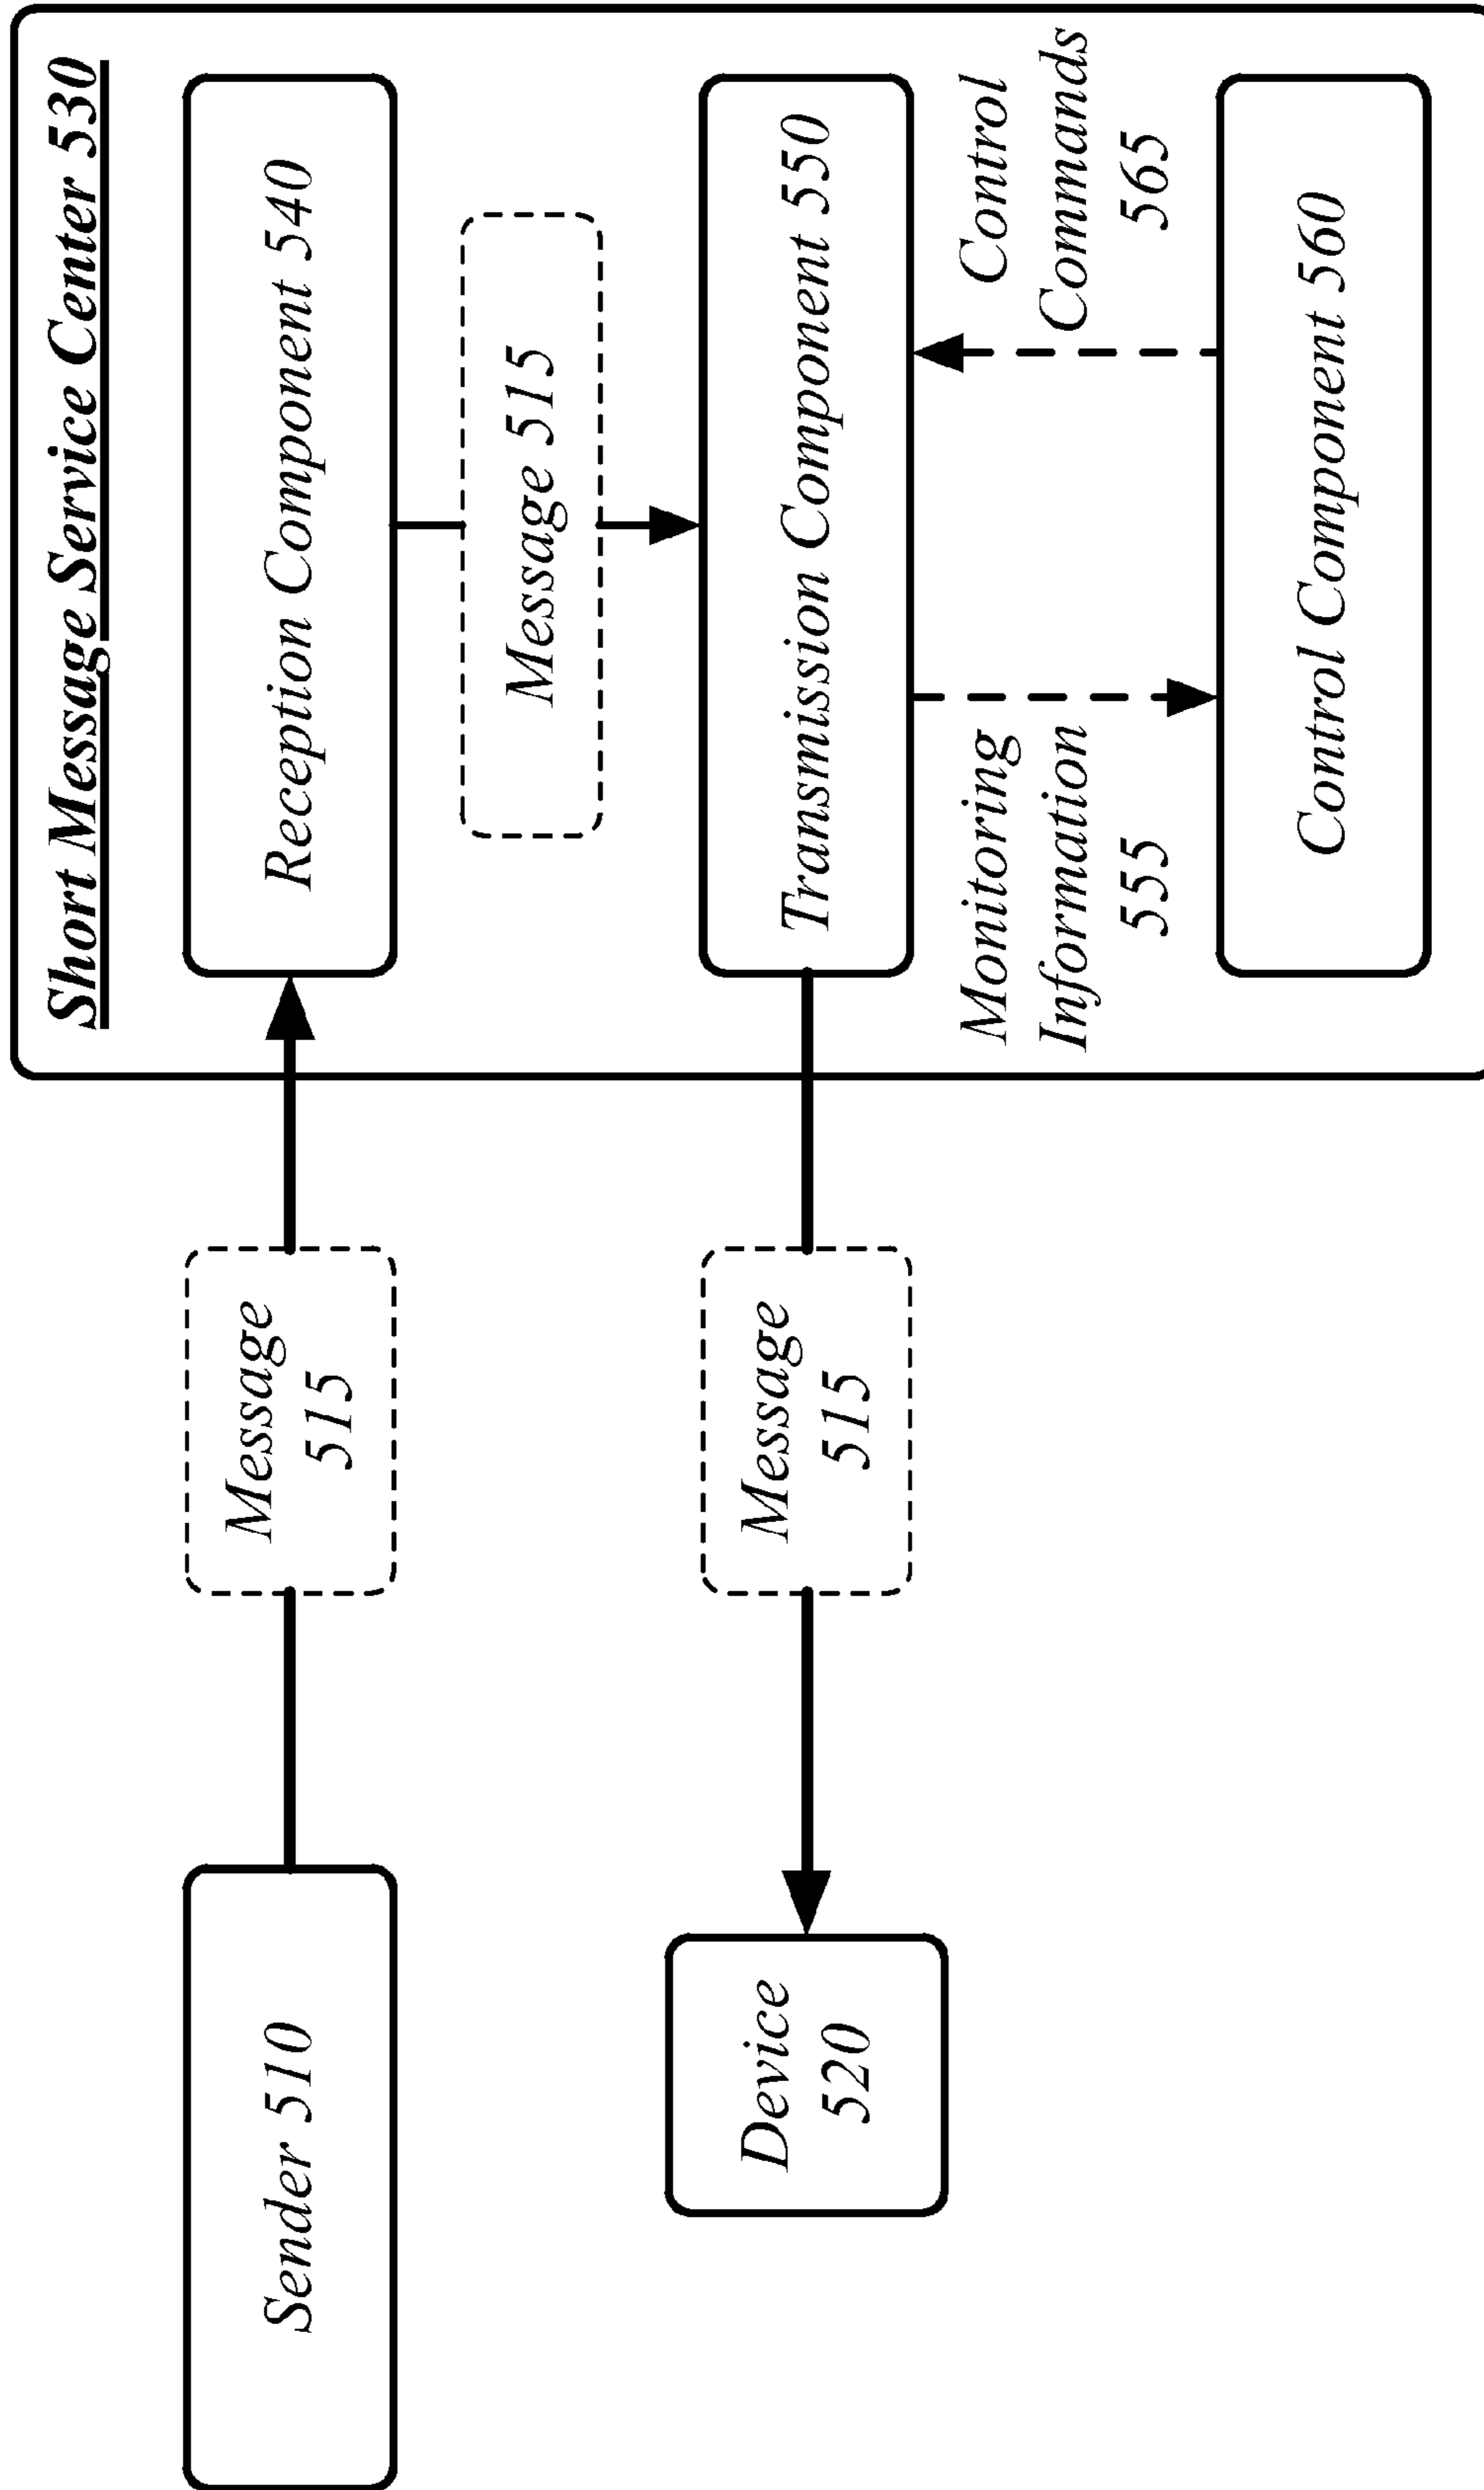 Short Message Service Center 530
Sender 510
Message
515
Reception Component 540
Message 515
Device
520
Message
515
Transmission Component 550
Monitoring
Information
555
Control
Commands
565
Control Component 560